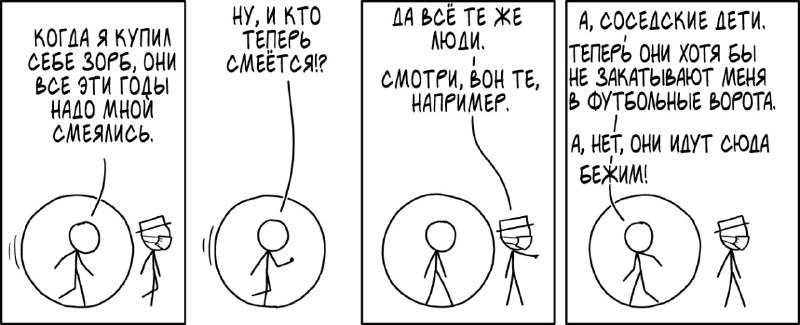 КОГДА Я КУПИЛ
СЕБЕ ЗОРБ, ОНИ
ВСЕ ЭТИ ГОДЫ
НАДО МНОЙ
СМЕЯЛИСЬ.
НУ, И КТО
ТЕПЕРЬ
СМЕЁТСЯ!?
ДА ВСЁ ТЕ ЖЕ
ЛЮДИ.
СМОТРИ, ВОН ТЕ,
НАПРИМЕР.
А, СОСЕДСКИЕ ДЕТИ.
ТЕПЕРЬ ОНИ ХОТЯ БЫ
НЕ ЗАКАТЫВАЮТ МЕНЯ
В ФУТБОЛЬНЫЕ ВОРОТА.
А, НЕТ, ОНИ ИДУТ СЮДА
БЕЖИМ!